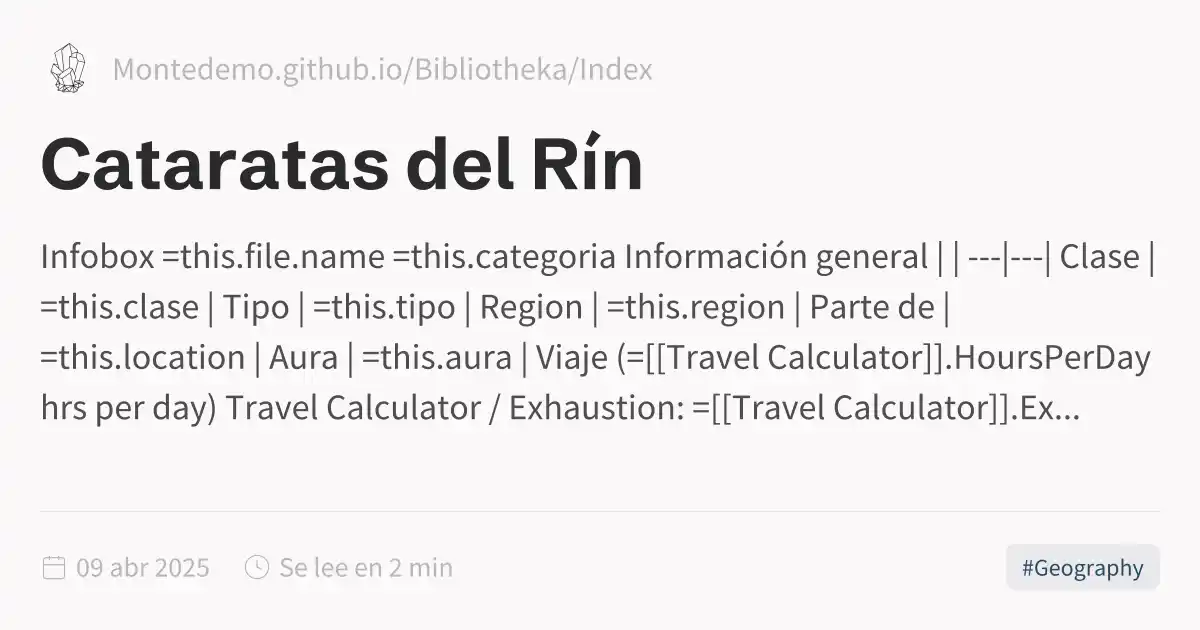 Montedemo.github.io/Bibliotheka/Index
Cataratas del Rín
Infobox =this.file.name =this.categoria Información general | | ---|---| Clase |
=this.clase | Tipo | =this.tipo | Region | =this.region | Parte de |
=this.location | Aura | =this.aura | Viaje (=[[Travel Calculator]].HoursPerDay
hrs per day) Travel Calculator / Exhaustion: =[[Travel Calculator]].Ex...
09 abr 2025 Se lee en 2 min #Geography